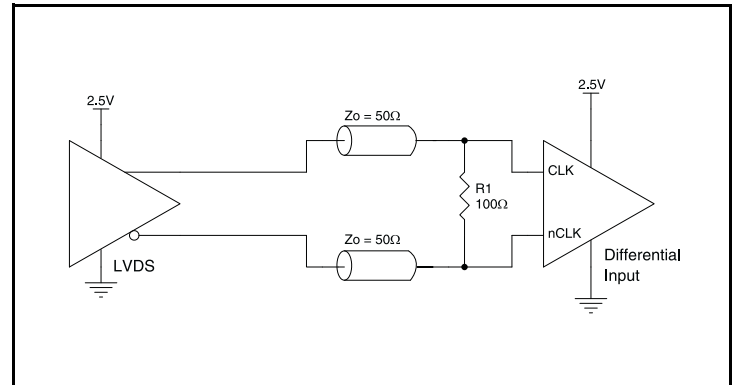 2.5V
2.5V
Zo = 50Ω
CLK
R1
100Ω
nCLK
Zo = 50Ω
LVDS
Differential
Input